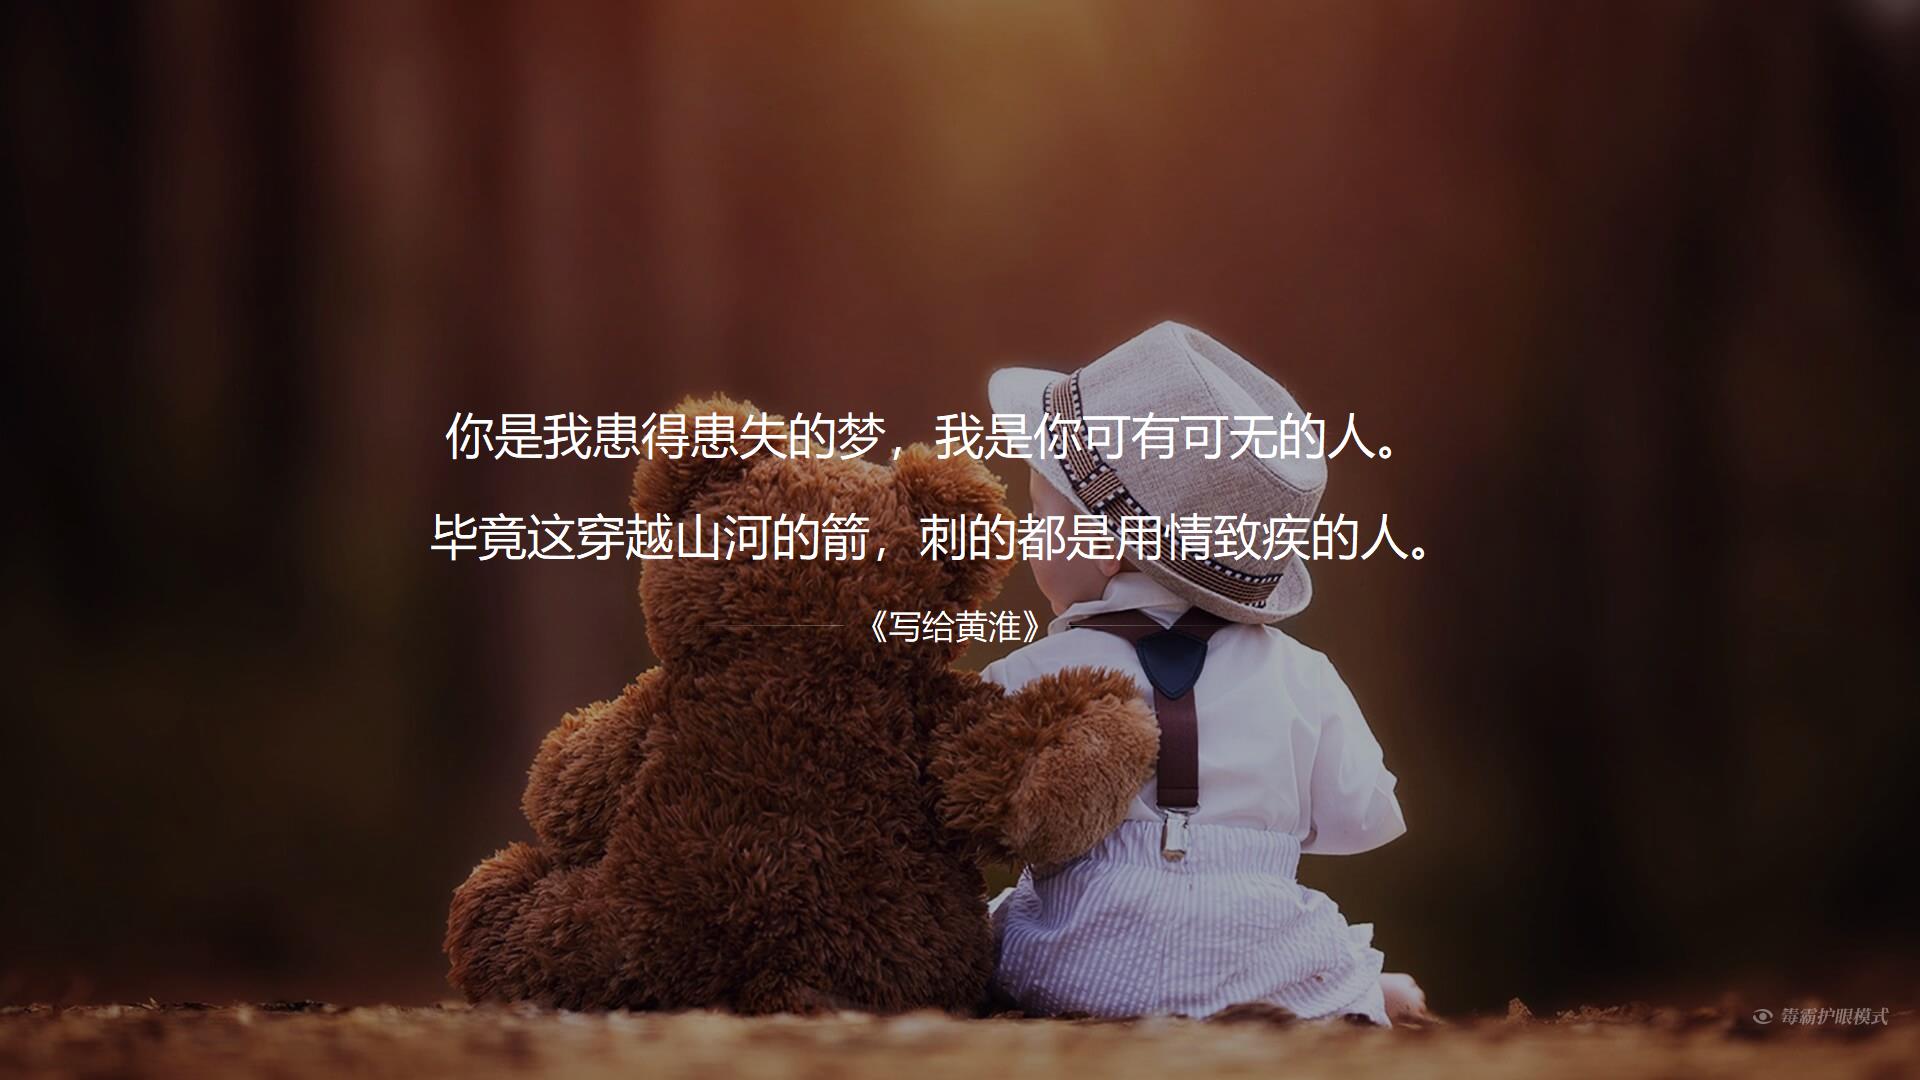 你是我患得患失的梦，我是你可有可无的人。
毕竟这穿越山河的箭，刺的都是用情致疾的人。
《写给黄淮》
毒霸护眼模式